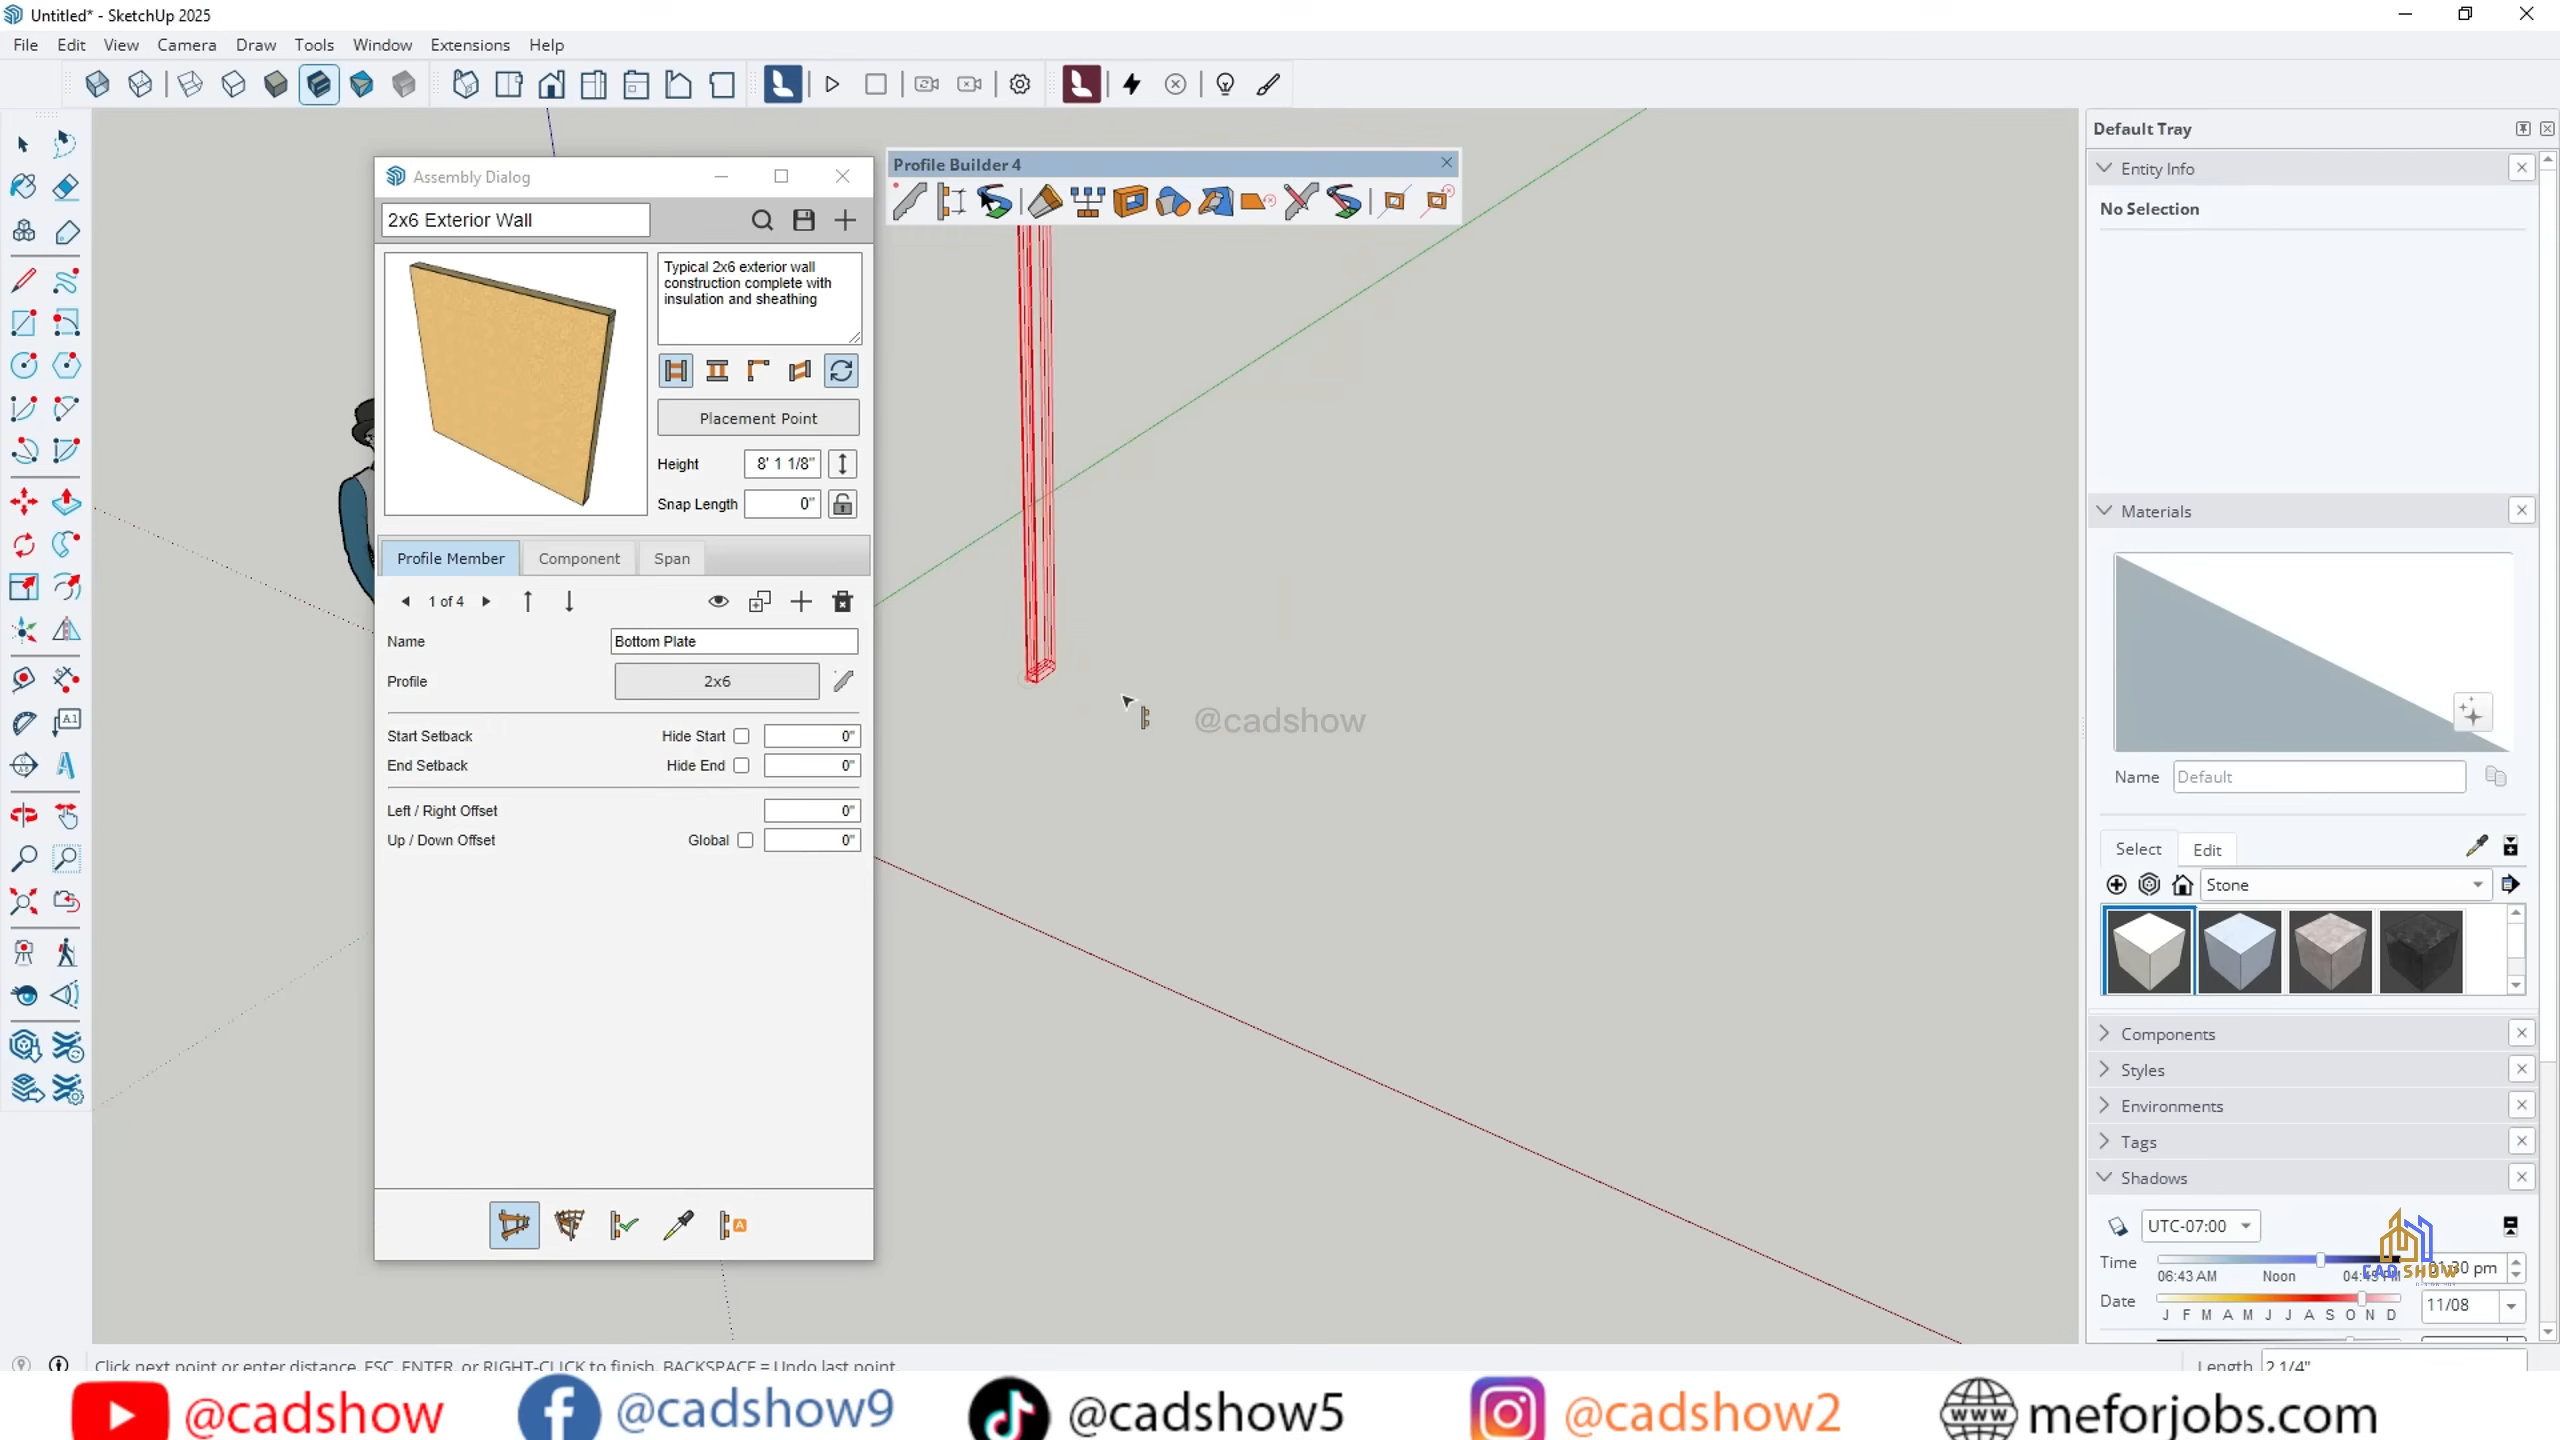 Untitled* - SketchUp 2025
File Edit View Camera Draw Tools Window Extensions Help
Assembly Dialog
2x6 Exterior Wall
Typical 2x6 exterior wall
construction complete with
insulation and sheathing
Placement Point
Height 8' 1 1/8"
Snap Length 0"
Profile Member Component Span
1 of 4
Name Bottom Plate
Profile 2x6
Start Setback Hide Start 0"
End Setback Hide End 0"
Left / Right Offset 0"
Up / Down Offset Global 0"
A
Profile Builder 4
@cadshow
A1
Default Tray
Entity Info
No Selection
Materials
Name Default
Select Edit
Stone
Components
Styles
Environments
Tags
Shadows
UTC-07:00
Time 06:43 AM Noon
Date J F M A M J J A S O N D 11/08
CAD SHOW
Click next point or enter distance. ESC, ENTER, or RIGHT-CLICK to finish. BACKSPACE = Undo last point.
Length 2 1/4"
@cadshow
@cadshow9
@cadshow5
@cadshow2
www meforjobs.com